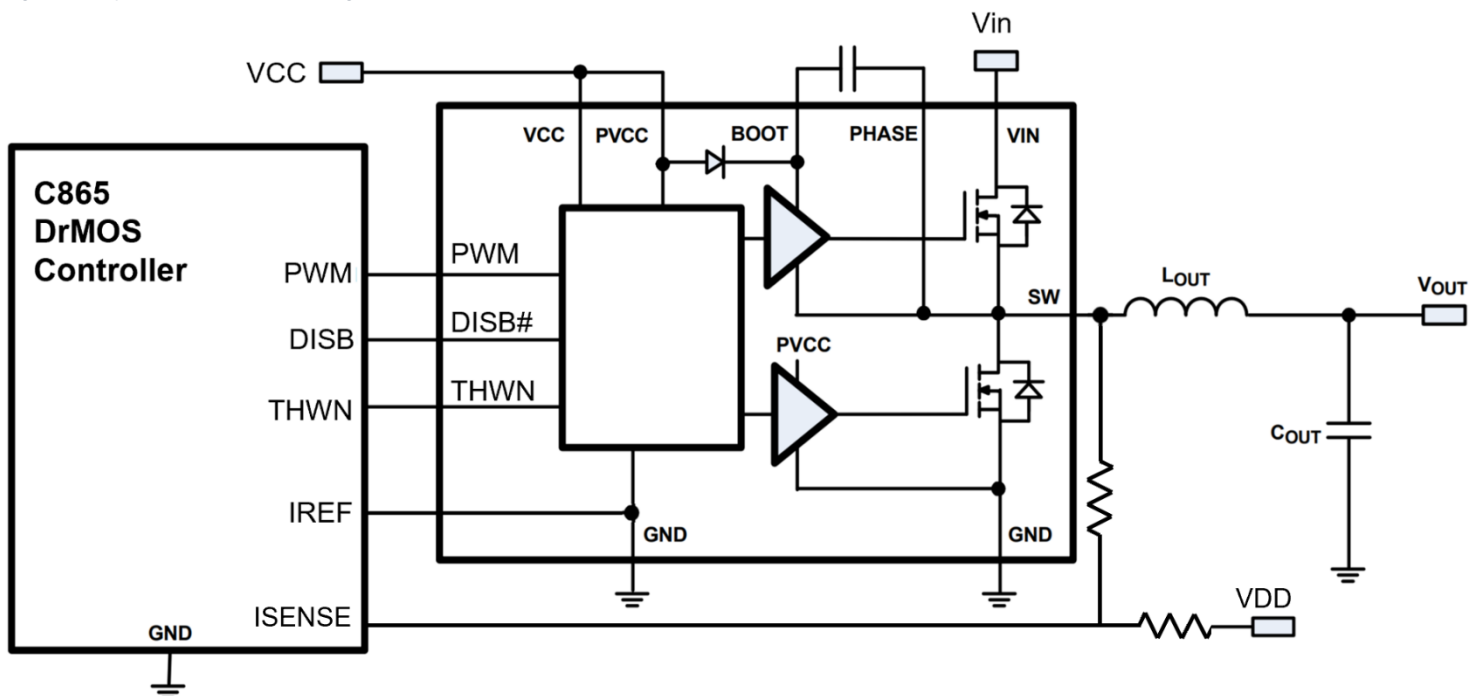 Vin
VCC
VCC PVCC BOOT PHASE VIN
C865
DrMOS
Controller
PWM
PWM
DISB
DISB#
THWN
THWN
IREF
ISENSE
GND
PVCC
GND
GND
SW
LOUT
VOUT
COUT
VDD